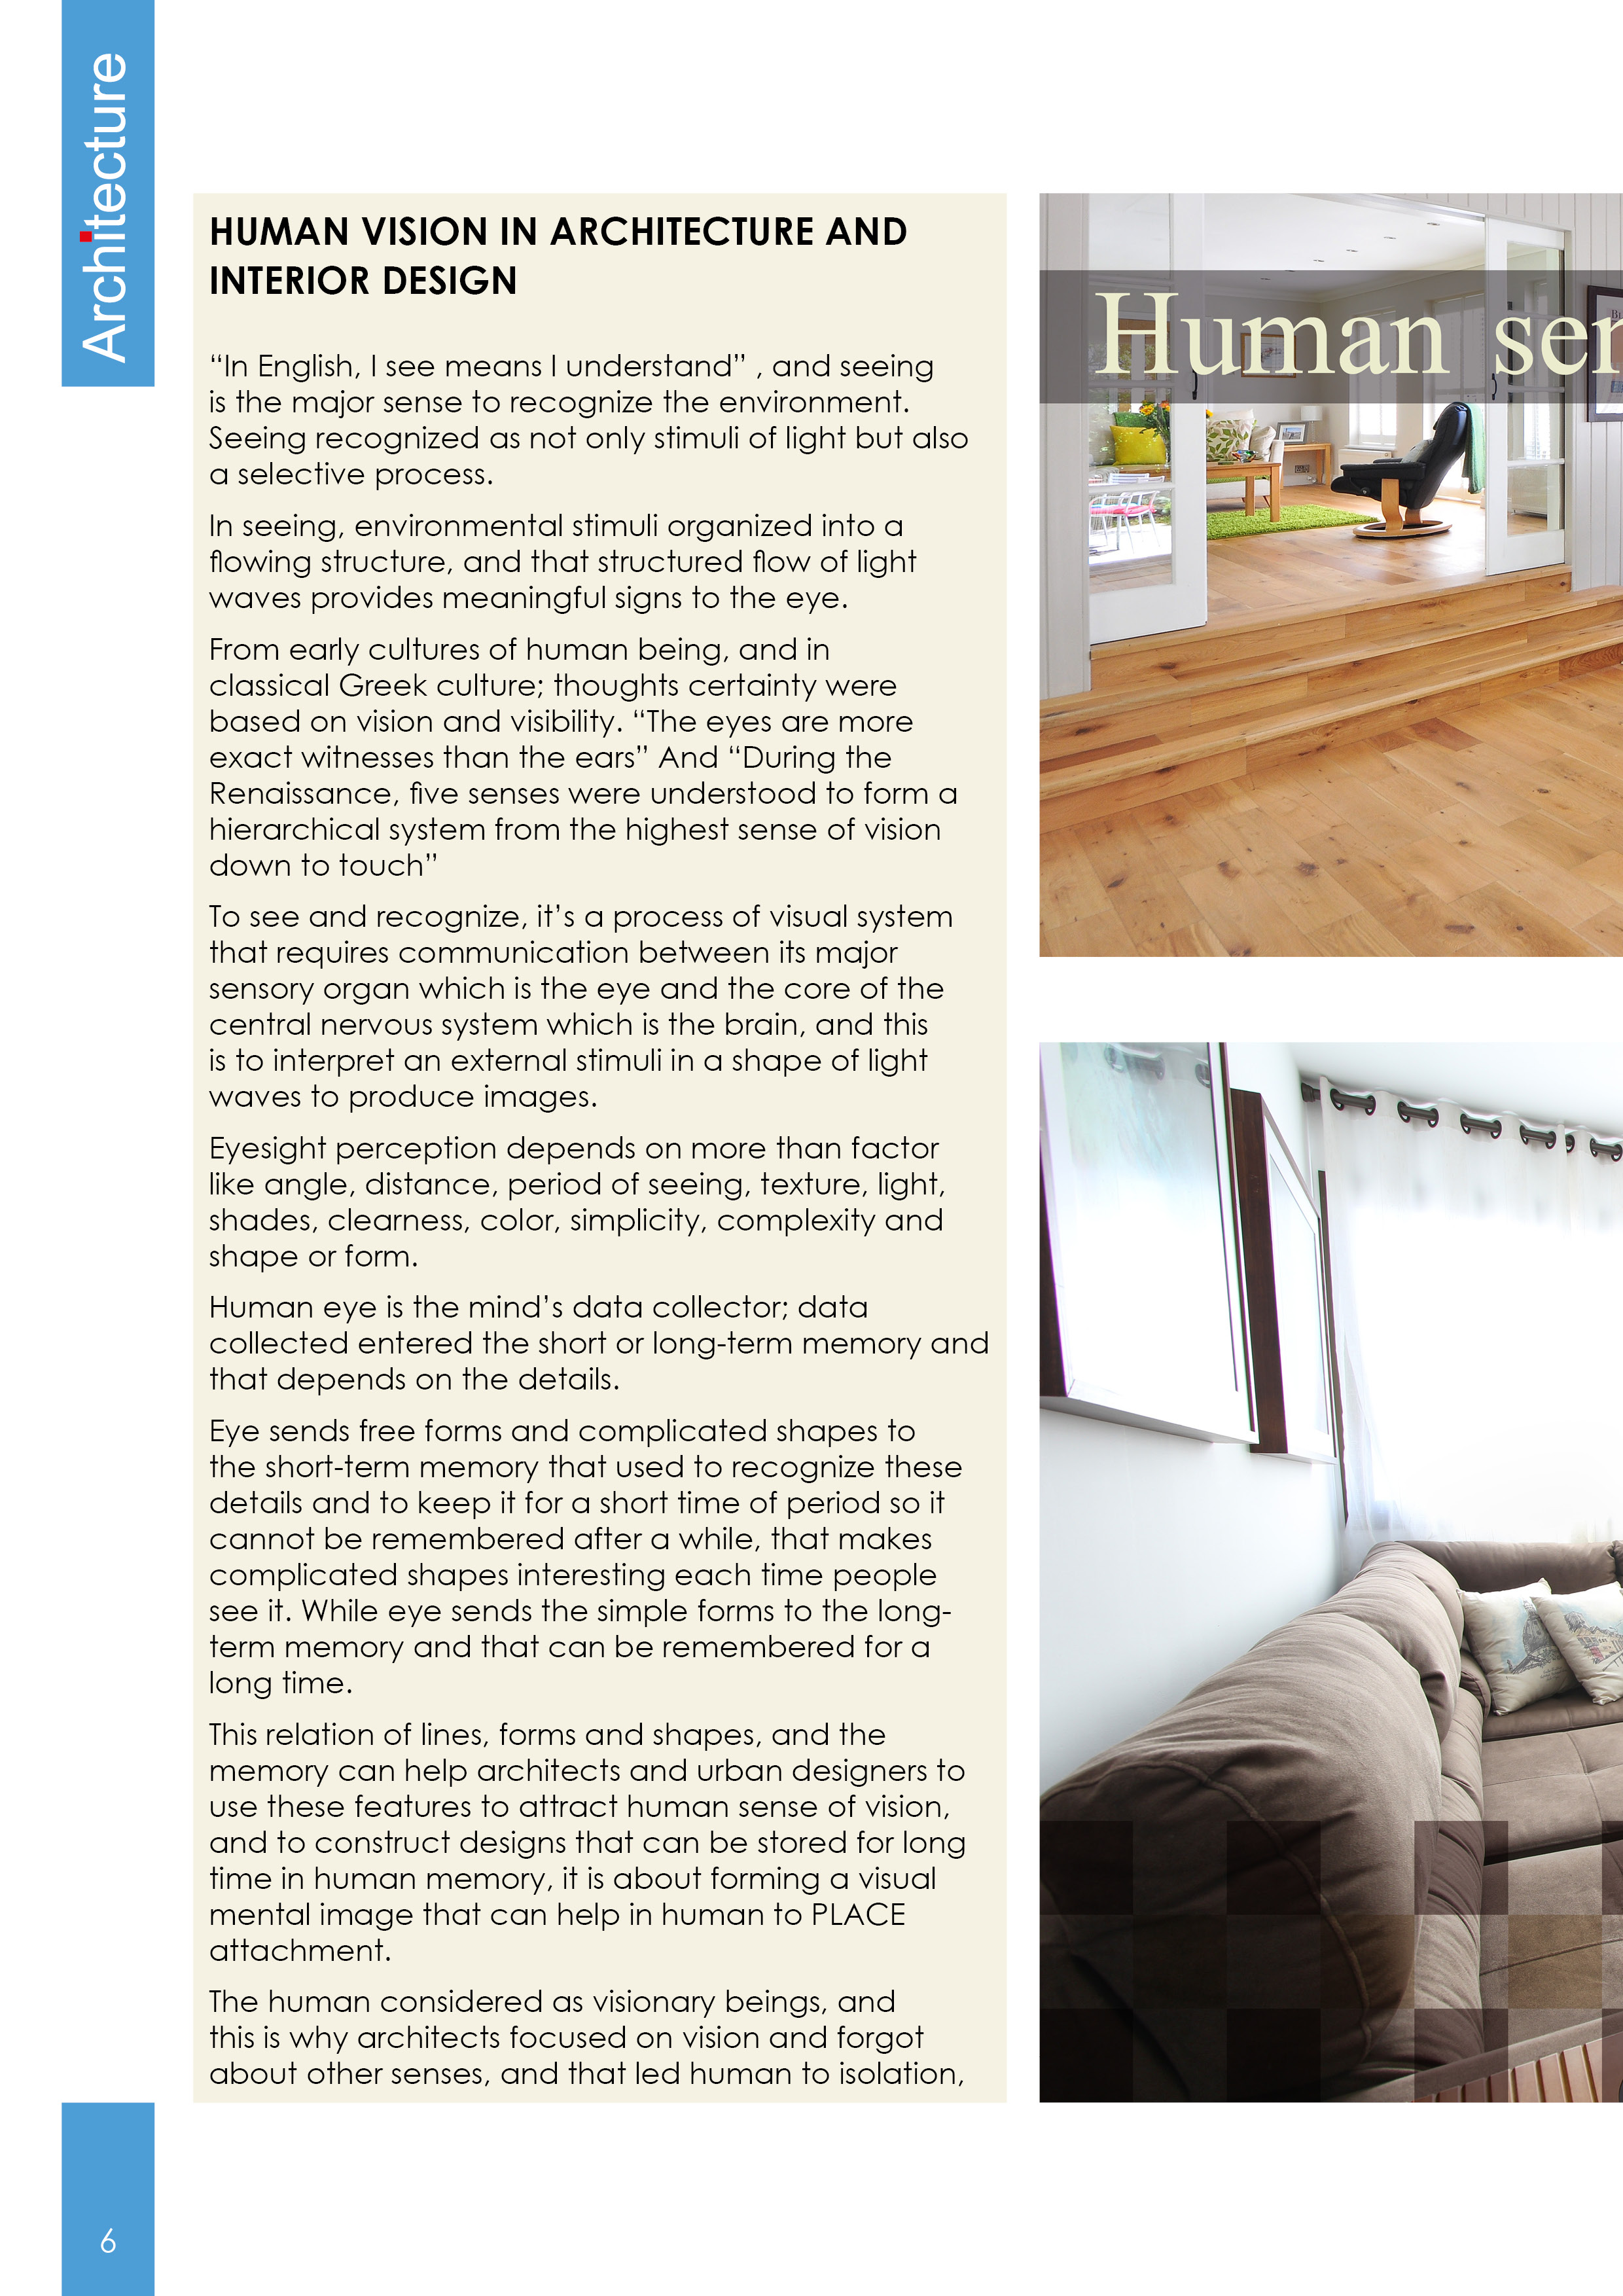 Architecture
HUMAN VISION IN ARCHITECTURE AND
INTERIOR DESIGN
“In English, I see means I understand” , and seeing
is the major sense to recognize the environment.
Seeing recognized as not only stimuli of light but also
a selective process.
In seeing, environmental stimuli organized into a
flowing structure, and that structured flow of light
waves provides meaningful signs to the eye.
From early cultures of human being, and in
classical Greek culture; thoughts certainty were
based on vision and visibility. “The eyes are more
exact witnesses than the ears” And “During the
Renaissance, five senses were understood to form a
hierarchical system from the highest sense of vision
down to touch”
To see and recognize, it’s a process of visual system
that requires communication between its major
sensory organ which is the eye and the core of the
central nervous system which is the brain, and this
is to interpret an external stimuli in a shape of light
waves to produce images.
Eyesight perception depends on more than factor
like angle, distance, period of seeing, texture, light,
shades, clearness, color, simplicity, complexity and
shape or form.
Human eye is the mind’s data collector; data
collected entered the short or long-term memory and
that depends on the details.
Eye sends free forms and complicated shapes to
the short-term memory that used to recognize these
details and to keep it for a short time of period so it
cannot be remembered after a while, that makes
complicated shapes interesting each time people
see it. While eye sends the simple forms to the long-
term memory and that can be remembered for a
long time.
This relation of lines, forms and shapes, and the
memory can help architects and urban designers to
use these features to attract human sense of vision,
and to construct designs that can be stored for long
time in human memory, it is about forming a visual
mental image that can help in human to PLACE
attachment.
The human considered as visionary beings, and
this is why architects focused on vision and forgot
about other senses, and that led human to isolation,
Human
6